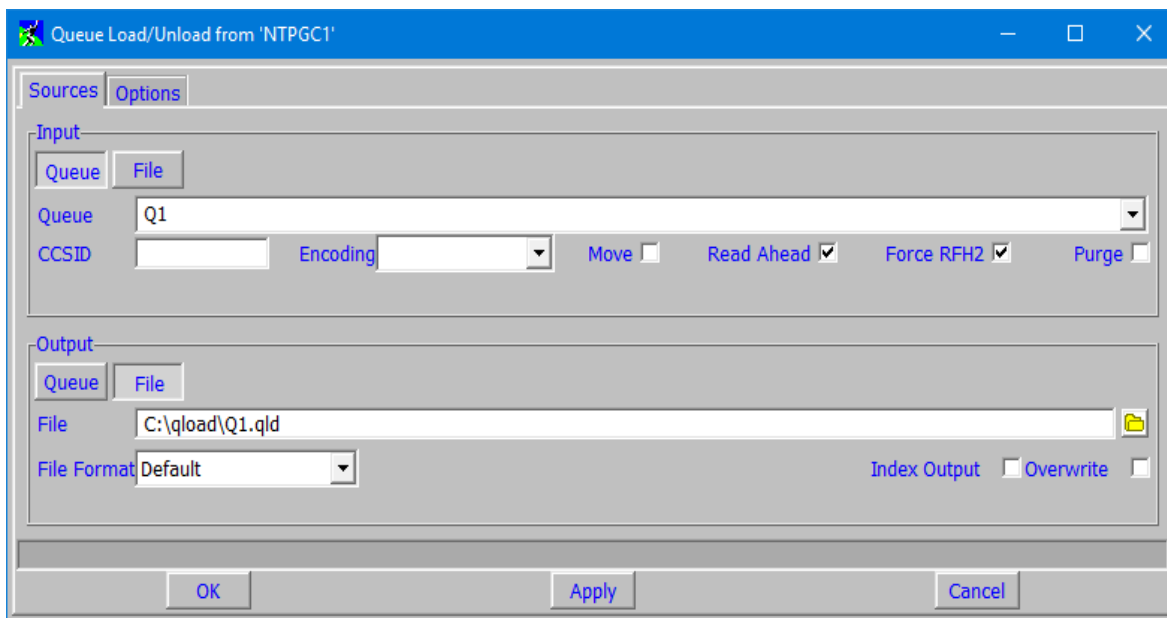 Queue Load/Unload from 'NTPGC1'
Sources Options
Input
Queue File
Queue Q1
CCSID Encoding Move Read Ahead Force RFH2 Purge
Output
Queue File
File C:\qload\Q1.qld
File Format Default Index Output Overwrite
OK Apply Cancel